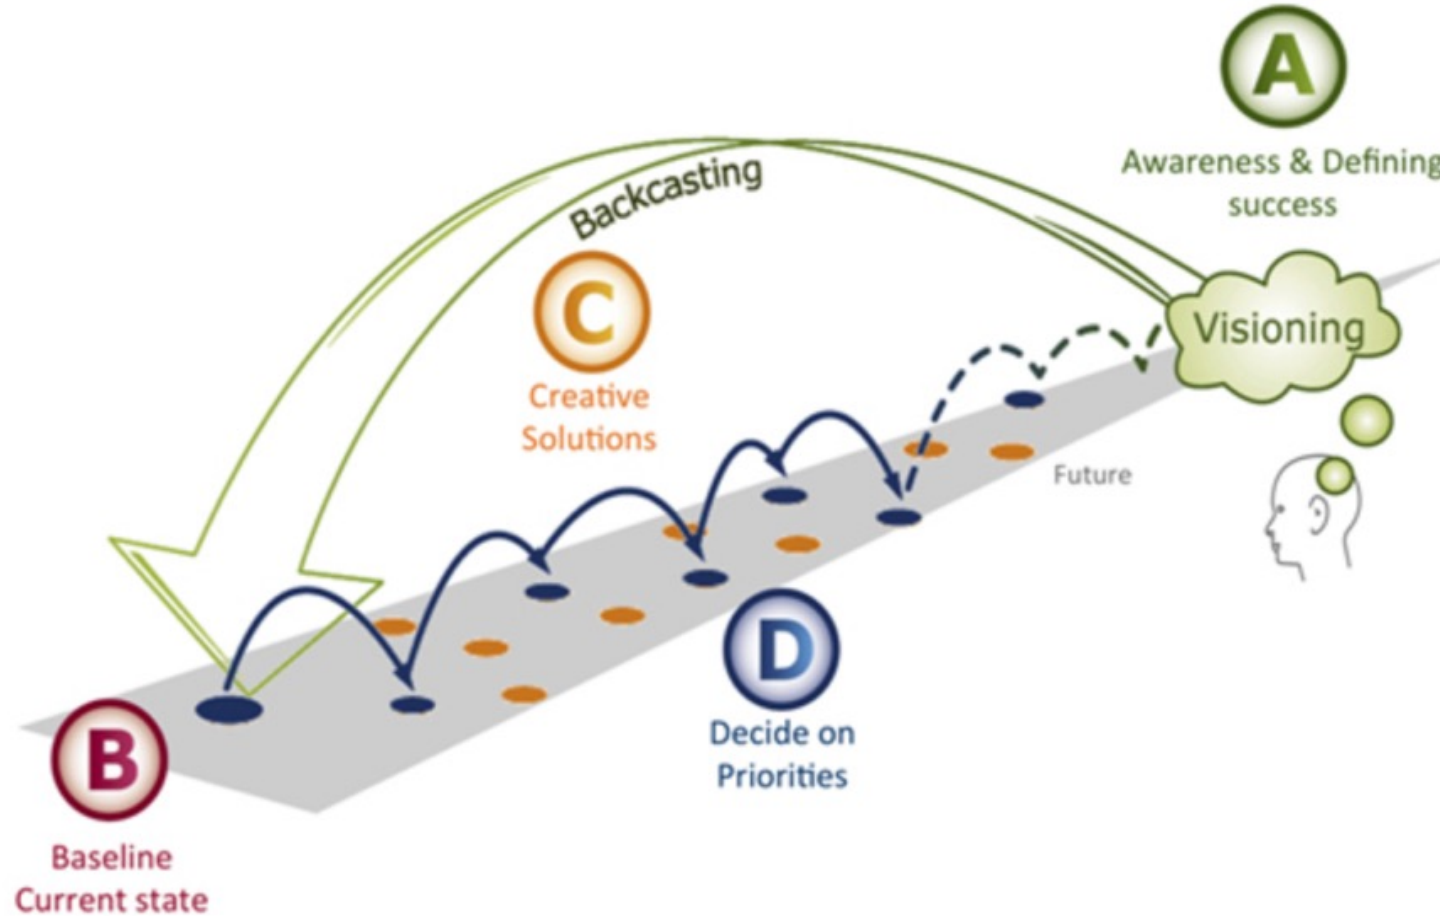 A
Awareness & Defining
success
Backcasting
C
Creative
Solutions
Visioning
Future
D
Decide on
Priorities
B
Baseline
Current state